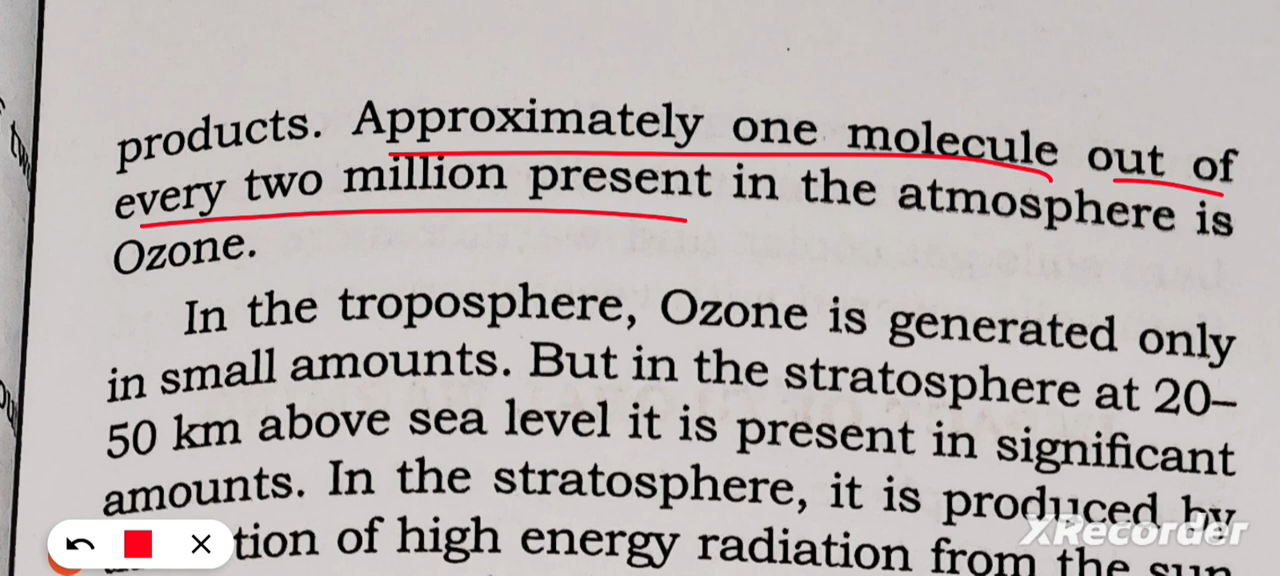 products. Approximately one molecule out of
every two million present in the atmosphere is
Ozone.
In the troposphere, Ozone is generated only
in small amounts. But in the stratosphere at 20–
50 km above sea level it is present in significant
amounts. In the stratosphere, it is produced by
tion of high energy radiation from the sun
XRecorder